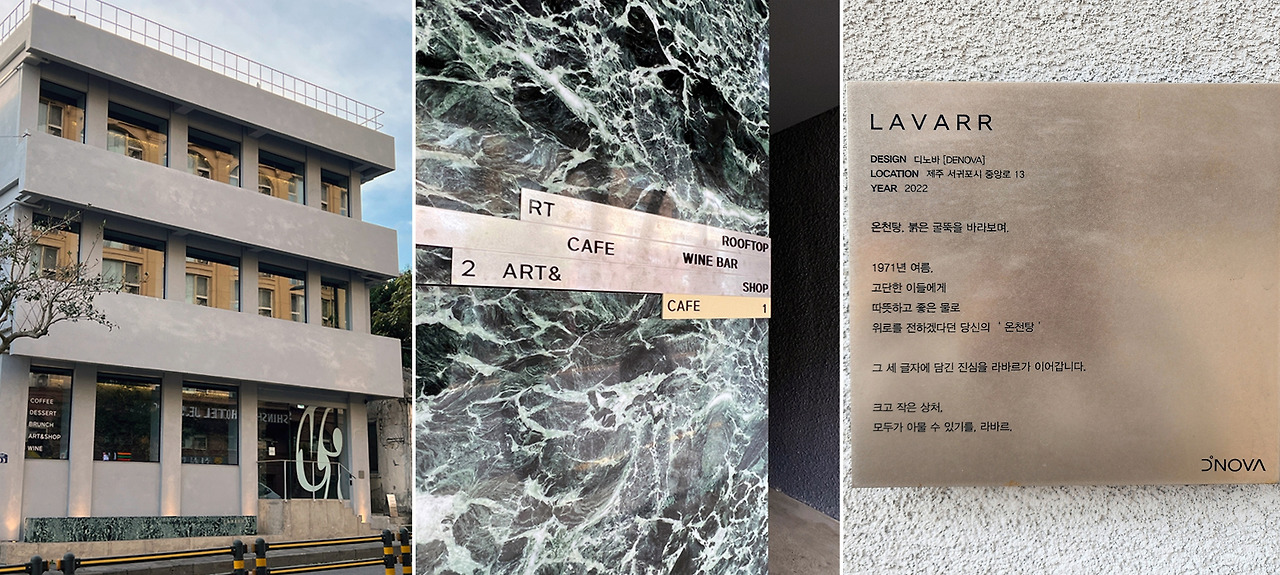 COFFEE
DESSERT
BRUNCH
ART&SHOP
WINE
RT
CAFE
ROOFTOP
WINE BAR
2 ART&
SHOP
CAFE 1
LAVARR
DESIGN 디노바 [DENOVA]
LOCATION 제주 서귀포시 중앙로 13
YEAR 2022
온천탕, 붉은 굴뚝을 바라보며.
1971년 여름,
고단한 이들에게
따뜻하고 좋은 물로
위로를 전하겠다던 당신의 ' 온천탕 '
그 세 글자에 담긴 진심을 라바르가 이어갑니다.
크고 작은 상처,
모두가 아물 수 있기를, 라바르.
D'NOVA